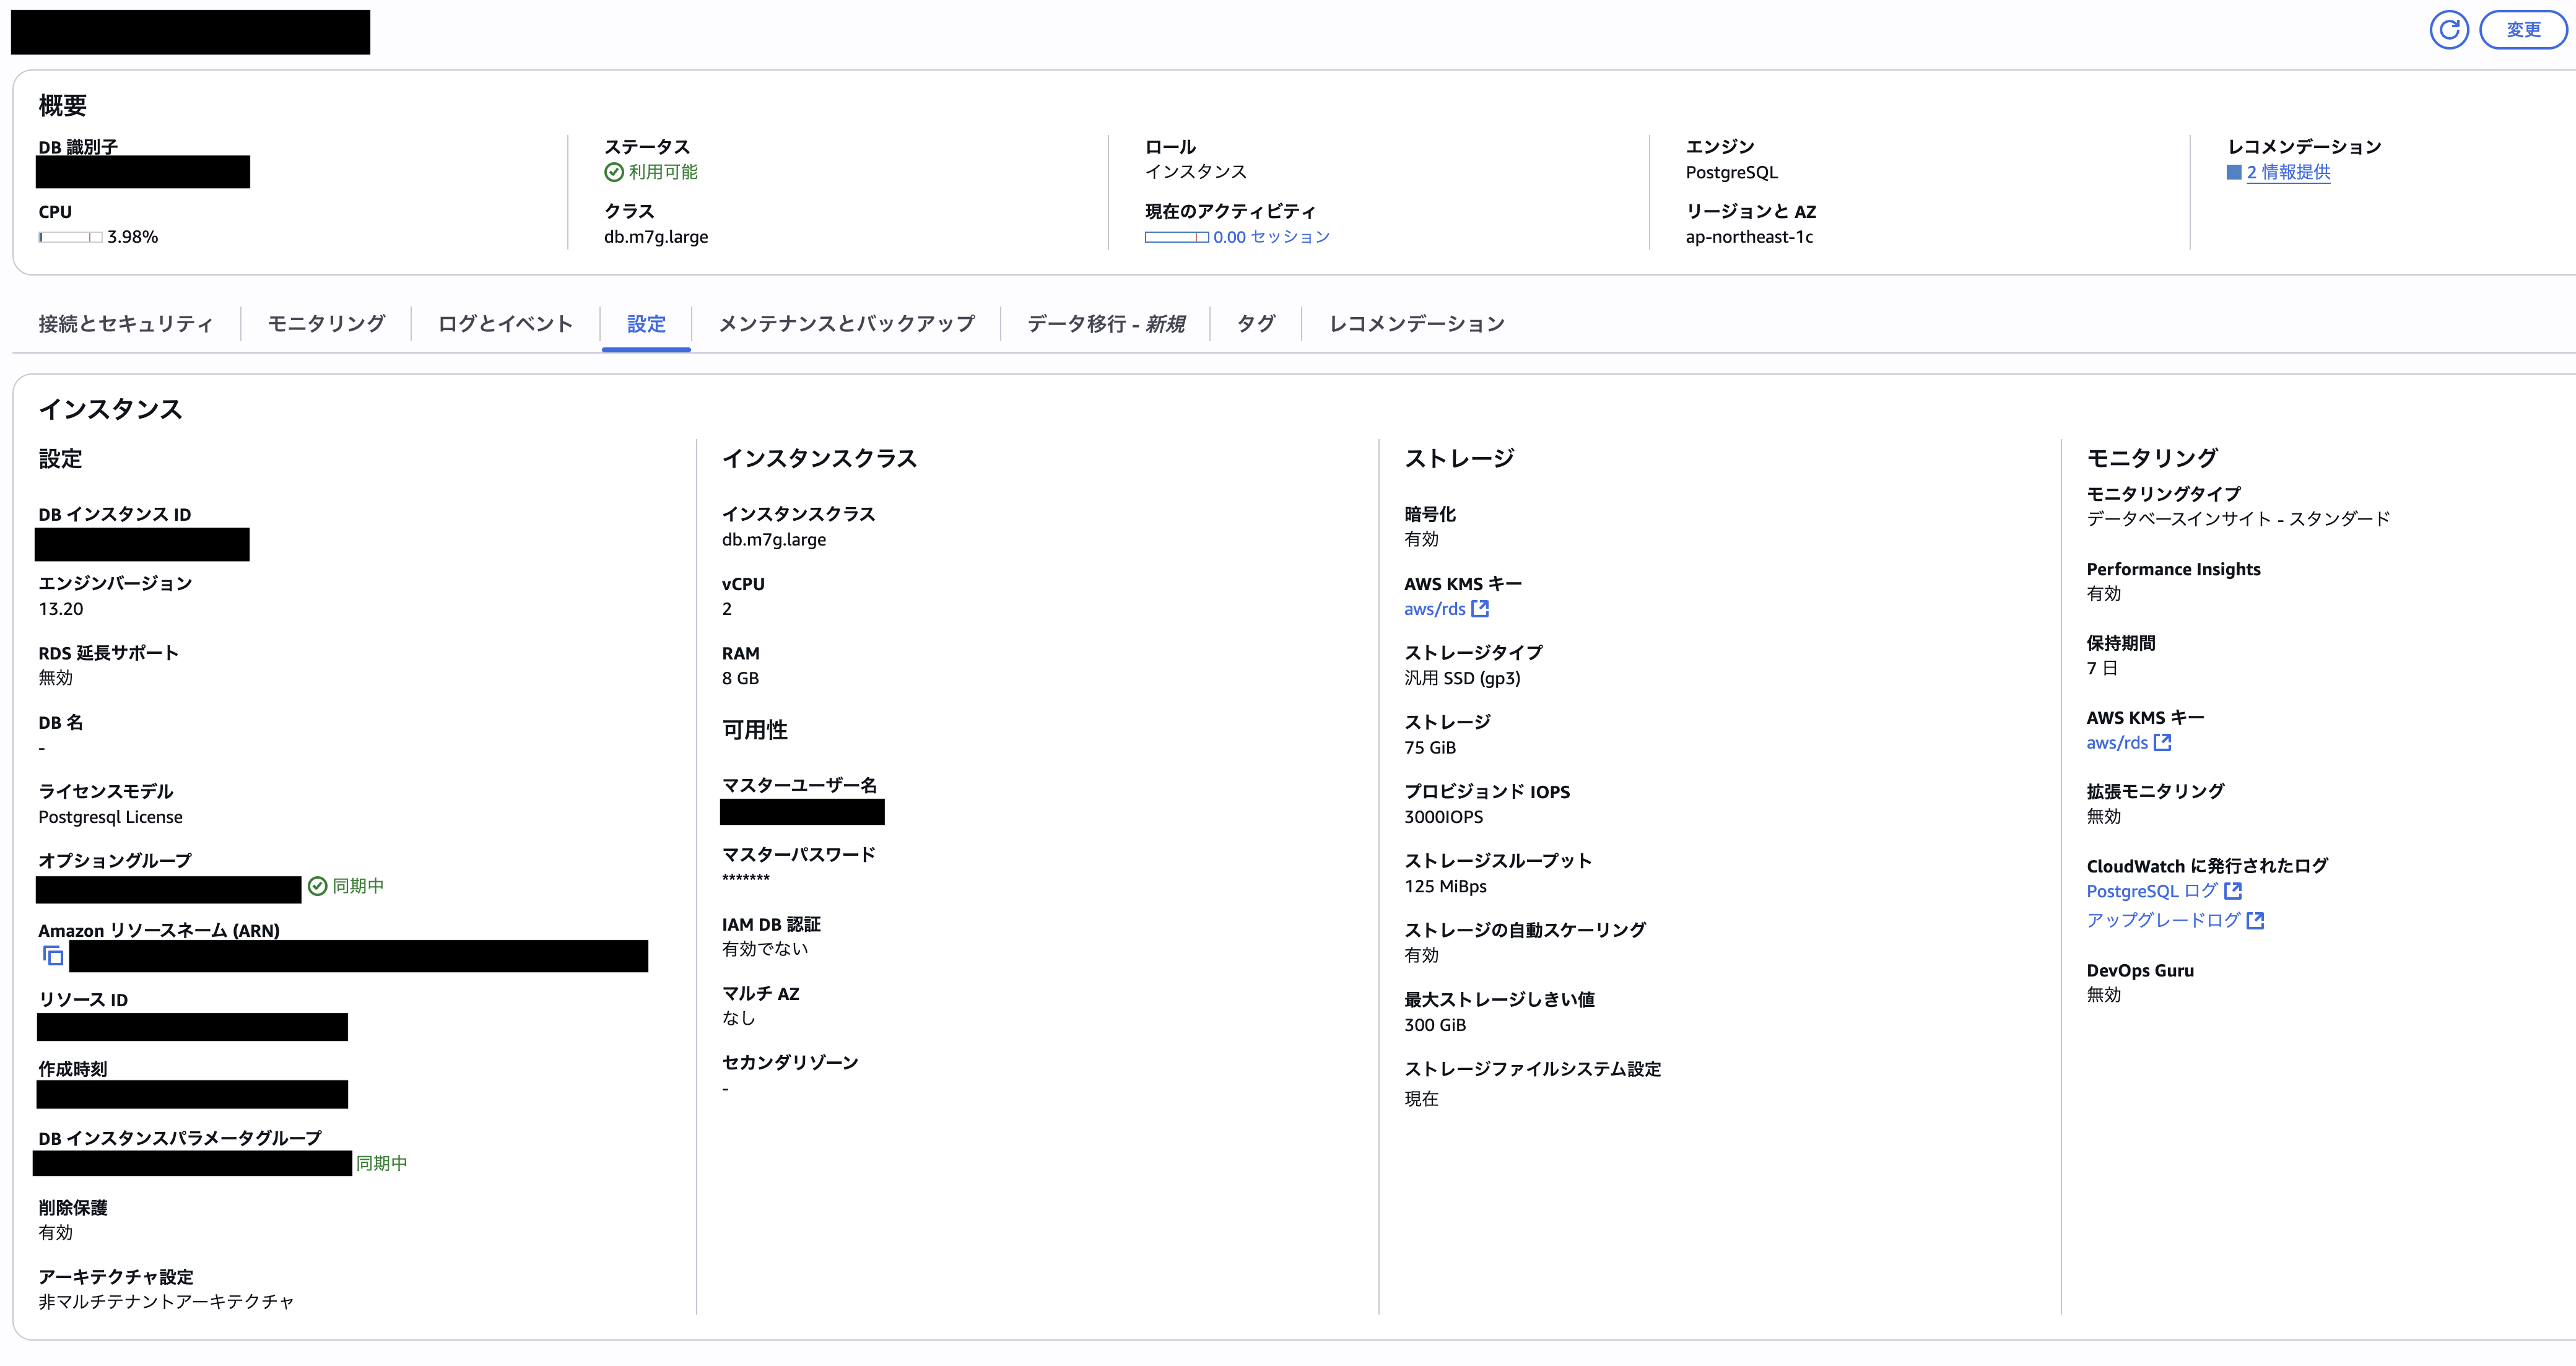 変更
概要
DB 識別子
CPU
3.98%
ステータス
利用可能
クラス
db.m7g.large
ロール
インスタンス
現在のアクティビティ
0.00 セッション
エンジン
PostgreSQL
リージョンと AZ
ap-northeast-1c
レコメンデーション
2 情報提供
接続とセキュリティ
モニタリング
ログとイベント
設定
メンテナンスとバックアップ
データ移行 - 新規
タグ
レコメンデーション
インスタンス
設定
DB インスタンス ID
エンジンバージョン
13.20
RDS 延長サポート
無効
DB 名
-
ライセンスモデル
Postgresql License
オプショングループ
同期中
Amazon リソースネーム (ARN)
リソース ID
作成時刻
DB インスタンスパラメータグループ
同期中
削除保護
有効
アーキテクチャ設定
非マルチテナントアーキテクチャ
インスタンスクラス
インスタンスクラス
db.m7g.large
vCPU
2
RAM
8 GB
可用性
マスターユーザー名
マスターパスワード
*******
IAM DB 認証
有効でない
マルチ AZ
なし
セカンダリゾーン
-
ストレージ
暗号化
有効
AWS KMS キー
aws/rds
ストレージタイプ
汎用 SSD (gp3)
ストレージ
75 GiB
プロビジョンド IOPS
3000IOPS
ストレージスループット
125 MiBps
ストレージの自動スケーリング
有効
最大ストレージしきい値
300 GiB
ストレージファイルシステム設定
現在
モニタリング
モニタリングタイプ
データベースインサイト - スタンダード
Performance Insights
有効
保持期間
7 日
AWS KMS キー
aws/rds
拡張モニタリング
無効
CloudWatch に発行されたログ
PostgreSQL ログ
アップグレードログ
DevOps Guru
無効